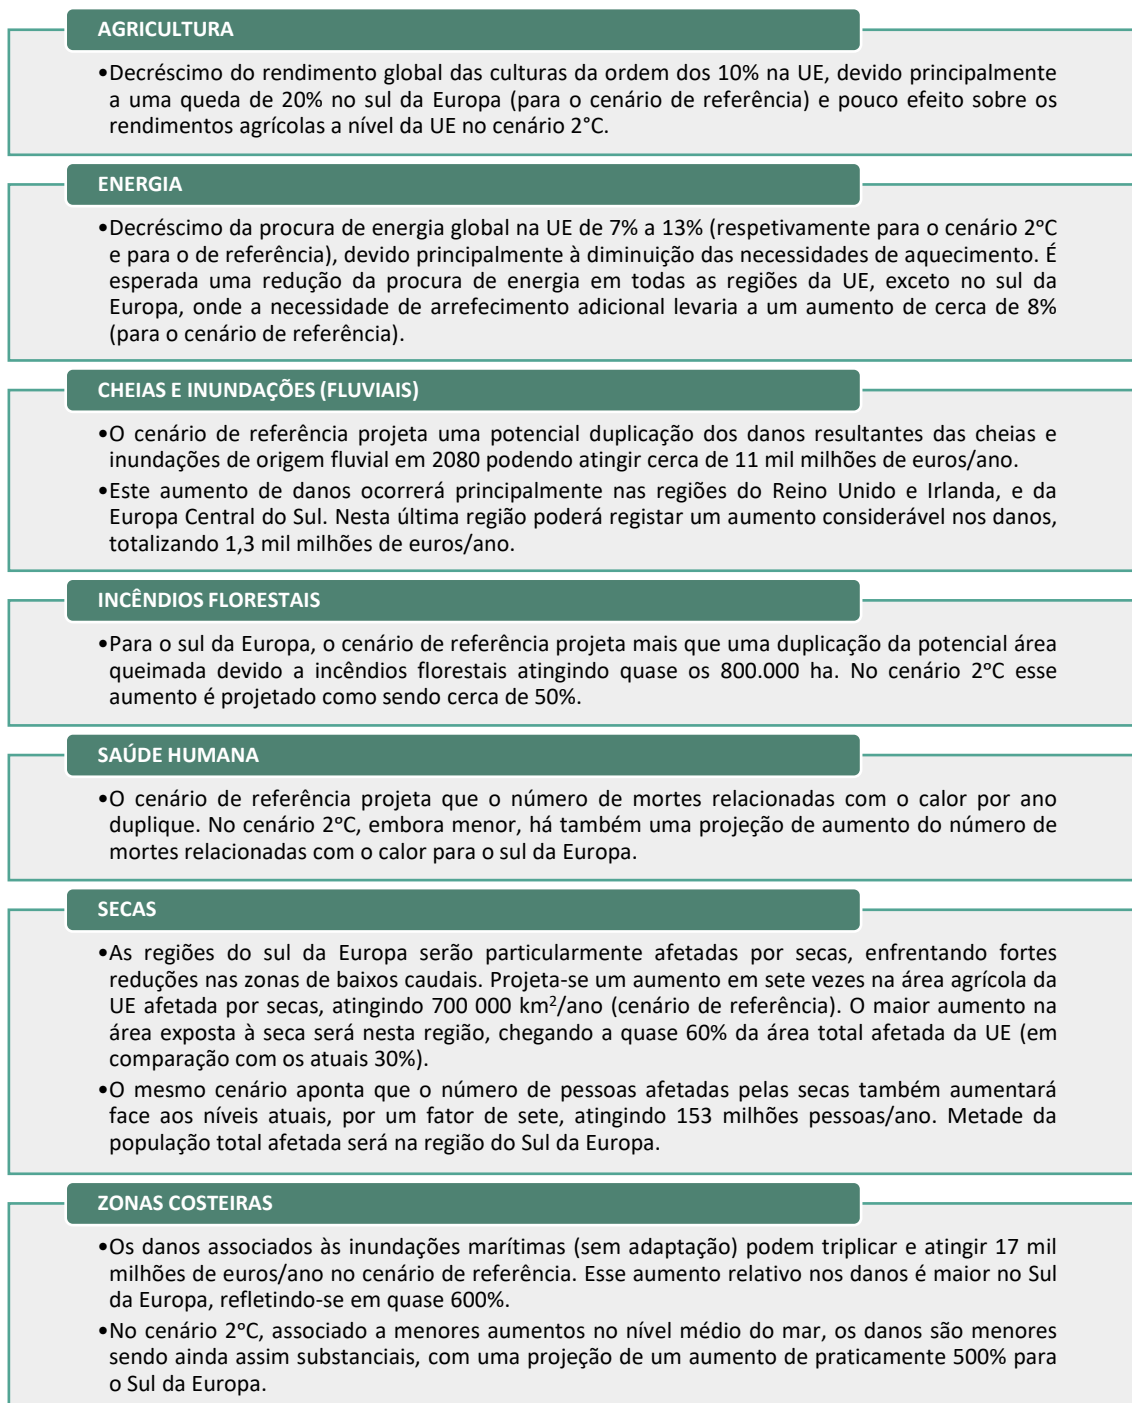 AGRICULTURA
•Decréscimo do rendimento global das culturas da ordem dos 10% na UE, devido principalmente
a uma queda de 20% no sul da Europa (para o cenário de referência) e pouco efeito sobre os
rendimentos agrícolas a nível da UE no cenário 2°C.
ENERGIA
•Decréscimo da procura de energia global na UE de 7% a 13% (respetivamente para o cenário 2ºC
e para o de referência), devido principalmente à diminuição das necessidades de aquecimento. É
esperada uma redução da procura de energia em todas as regiões da UE, exceto no sul da
Europa, onde a necessidade de arrefecimento adicional levaria a um aumento de cerca de 8%
(para o cenário de referência).
CHEIAS E INUNDAÇÕES (FLUVIAIS)
•O cenário de referência projeta uma potencial duplicação dos danos resultantes das cheias e
inundações de origem fluvial em 2080 podendo atingir cerca de 11 mil milhões de euros/ano.
•Este aumento de danos ocorrerá principalmente nas regiões do Reino Unido e Irlanda, e da
Europa Central do Sul. Nesta última região poderá registar um aumento considerável nos danos,
totalizando 1,3 mil milhões de euros/ano.
INCÊNDIOS FLORESTAIS
•Para o sul da Europa, o cenário de referência projeta mais que uma duplicação da potencial área
queimada devido a incêndios florestais atingindo quase os 800.000 ha. No cenário 2ºC esse
aumento é projetado como sendo cerca de 50%.
SAÚDE HUMANA
•O cenário de referência projeta que o número de mortes relacionadas com o calor por ano
duplique. No cenário 2ºC, embora menor, há também uma projeção de aumento do número de
mortes relacionadas com o calor para o sul da Europa.
SECAS
•As regiões do sul da Europa serão particularmente afetadas por secas, enfrentando fortes
reduções nas zonas de baixos caudais. Projeta-se um aumento em sete vezes na área agrícola da
UE afetada por secas, atingindo 700 000 km²/ano (cenário de referência). O maior aumento na
área exposta à seca será nesta região, chegando a quase 60% da área total afetada da UE (em
comparação com os atuais 30%).
•O mesmo cenário aponta que o número de pessoas afetadas pelas secas também aumentará
face aos níveis atuais, por um fator de sete, atingindo 153 milhões pessoas/ano. Metade da
população total afetada será na região do Sul da Europa.
ZONAS COSTEIRAS
•Os danos associados às inundações marítimas (sem adaptação) podem triplicar e atingir 17 mil
milhões de euros/ano no cenário de referência. Esse aumento relativo nos danos é maior no Sul
da Europa, refletindo-se em quase 600%.
•No cenário 2ºC, associado a menores aumentos no nível médio do mar, os danos são menores
sendo ainda assim substanciais, com uma projeção de um aumento de praticamente 500% para
o Sul da Europa.